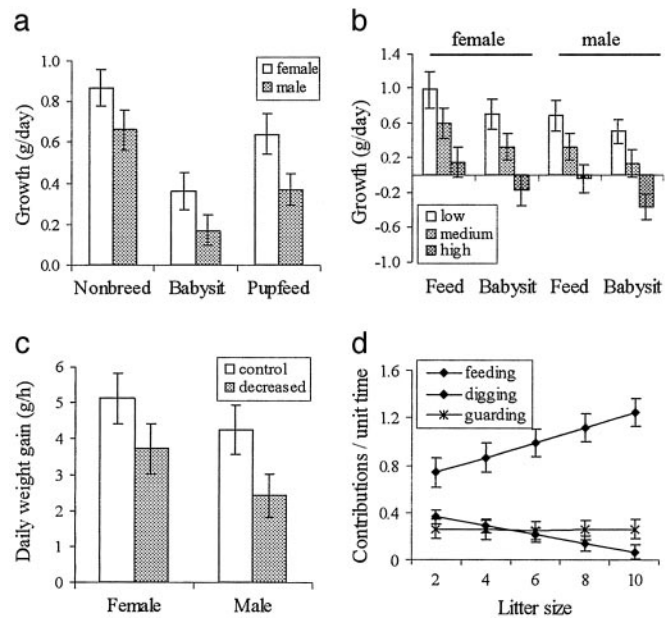 a
Growth (g/day)
1.0
0.8
0.6
0.4
0.2
0.0
female
male
Nonbreed Babysit Pupfeed
b
female male
Growth (g/day)
1.4
1.0
0.6
0.2
-0.2
-0.6
-1.0
low
medium
high
Feed Babysit Feed Babysit
c
Daily weight gain (g/h)
6
5
4
3
2
1
0
control
decreased
Female Male
d
Contributions / unit time
1.6
1.2
0.8
0.4
0
feeding
digging
guarding
2 4 6 8 10
Litter size